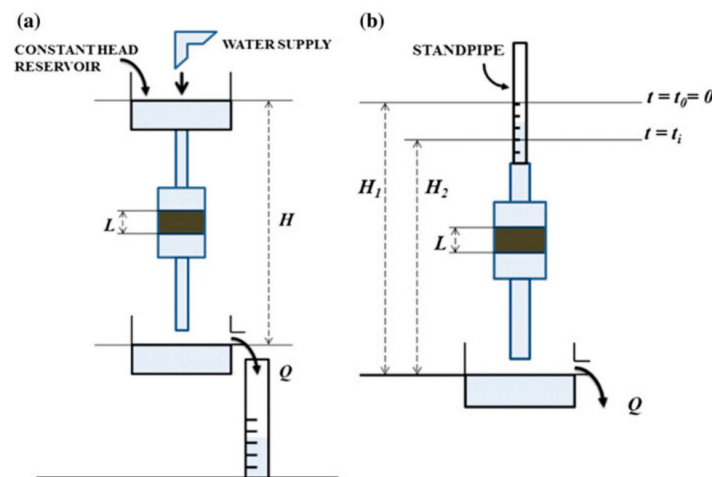 (a)
CONSTANT HEAD
RESERVOIR
WATER SUPPLY
L
H
Q
(b)
STANDPIPE
t = t₀= 0
t = tᵢ
H₁
H₂
L
Q